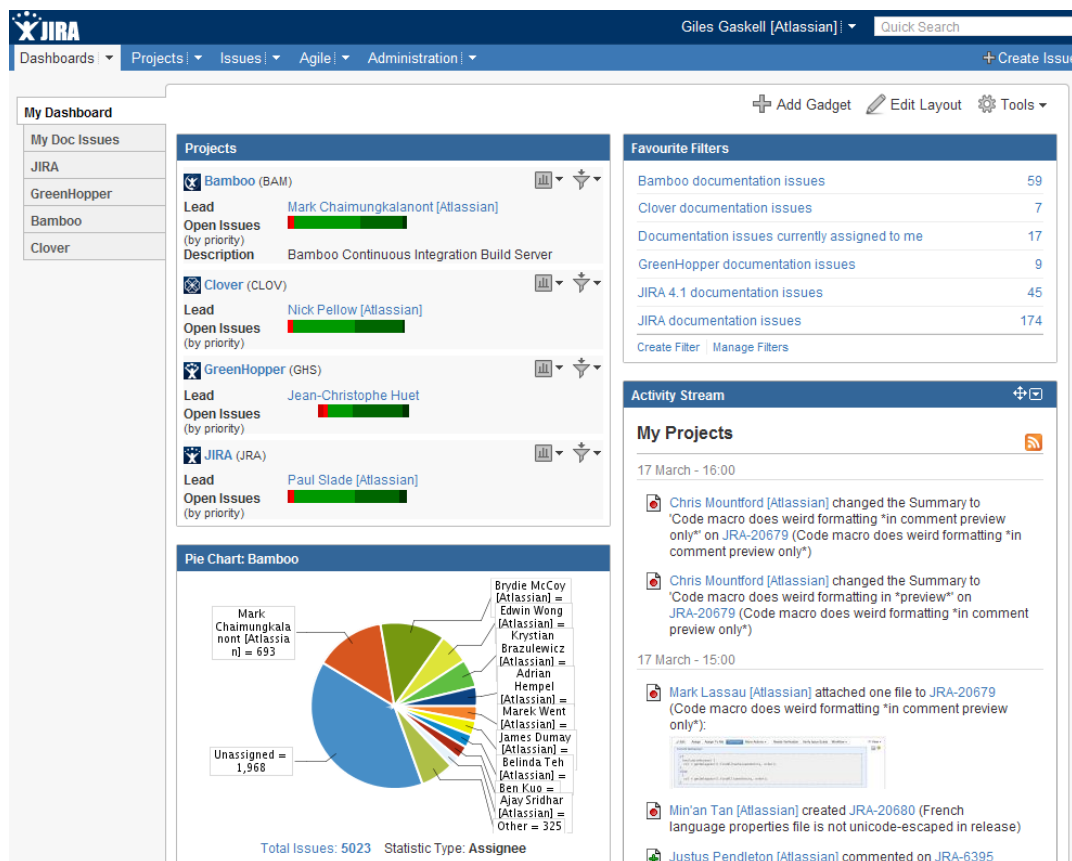 JIRA
Giles Gaskell [Atlassian]
Quick Search
Dashboards
Projects
Issues
Agile
Administration
Create Issue
My Dashboard
My Doc Issues
JIRA
GreenHopper
Bamboo
Clover
Add Gadget
Edit Layout
Tools
Projects
Bamboo (BAM)
Lead Mark Chaimungkalanont [Atlassian]
Open Issues
(by priority)
Description Bamboo Continuous Integration Build Server
Clover (CLOV)
Lead Nick Pellow [Atlassian]
Open Issues
(by priority)
GreenHopper (GHS)
Lead Jean-Christophe Huet
Open Issues
(by priority)
JIRA (JRA)
Lead Paul Slade [Atlassian]
Open Issues
(by priority)
Pie Chart: Bamboo
Mark
Chaimungkala
nont [Atlassia
n] = 693
Unassigned =
1,968
Brydie McCoy
[Atlassian] =
Edwin Wong
[Atlassian] =
Krystian
Brazulewicz
[Atlassian] =
Adrian
Hempel
[Atlassian] =
Marek Went
[Atlassian] =
James Dumay
[Atlassian] =
Belinda Teh
[Atlassian] =
Ben Kuo =
Ajay Sridhar
[Atlassian] =
Other = 325
Total Issues: 5023 Statistic Type: Assignee
Favourite Filters
Bamboo documentation issues 59
Clover documentation issues 7
Documentation issues currently assigned to me 17
GreenHopper documentation issues 9
JIRA 4.1 documentation issues 45
JIRA documentation issues 174
Create Filter Manage Filters
Activity Stream
My Projects
17 March - 16:00
Chris Mountford [Atlassian] changed the Summary to
'Code macro does weird formatting *in comment preview
only*' on JRA-20679 (Code macro does weird formatting *in
comment preview only*)
Chris Mountford [Atlassian] changed the Summary to
'Code macro does weird formatting in *preview*' on
JRA-20679 (Code macro does weird formatting *in comment
preview only*)
17 March - 15:00
Mark Lassau [Atlassian] attached one file to JRA-20679
(Code macro does weird formatting *in comment preview
only*):
Min'an Tan [Atlassian] created JRA-20680 (French
language properties file is not unicode-escaped in release)
Justus Pendleton [Atlassian] commented on JRA-6395